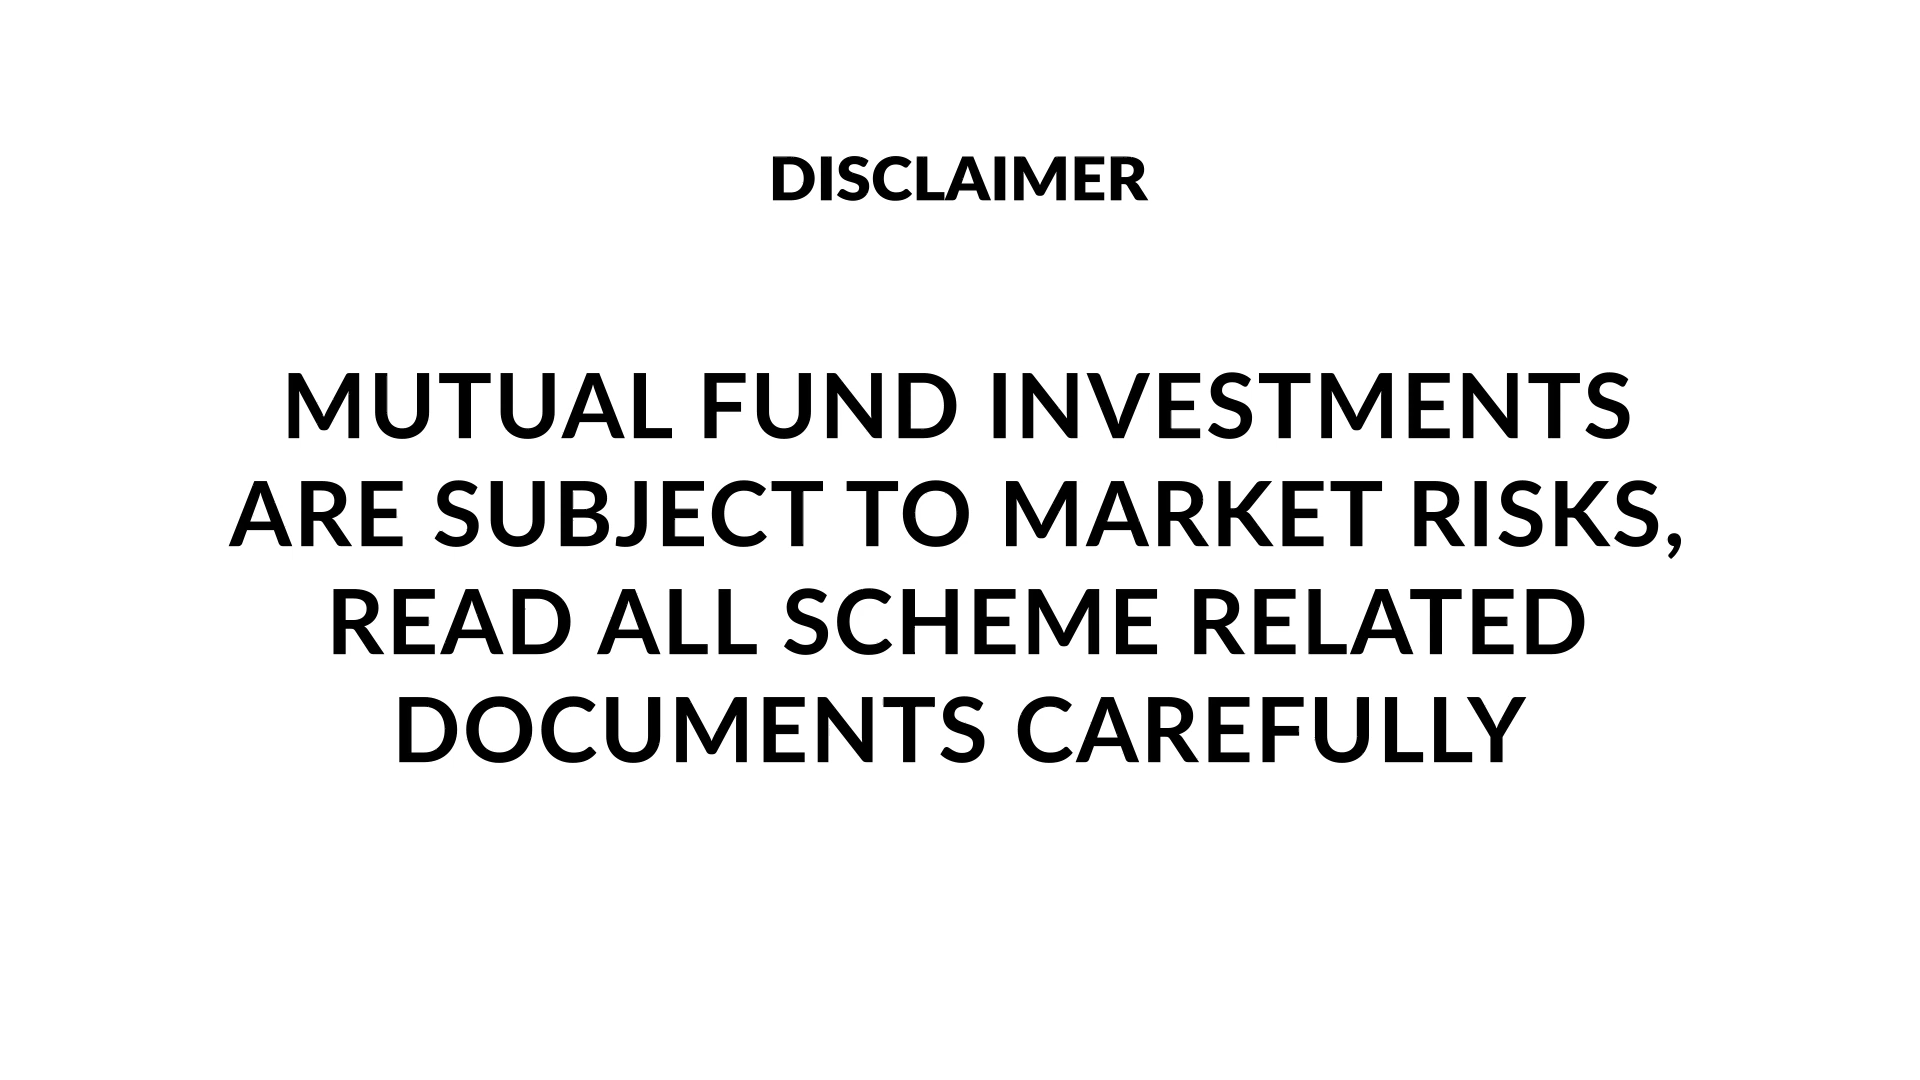 DISCLAIMER
MUTUAL FUND INVESTMENTS
ARE SUBJECT TO MARKET RISKS,
READ ALL SCHEME RELATED
DOCUMENTS CAREFULLY